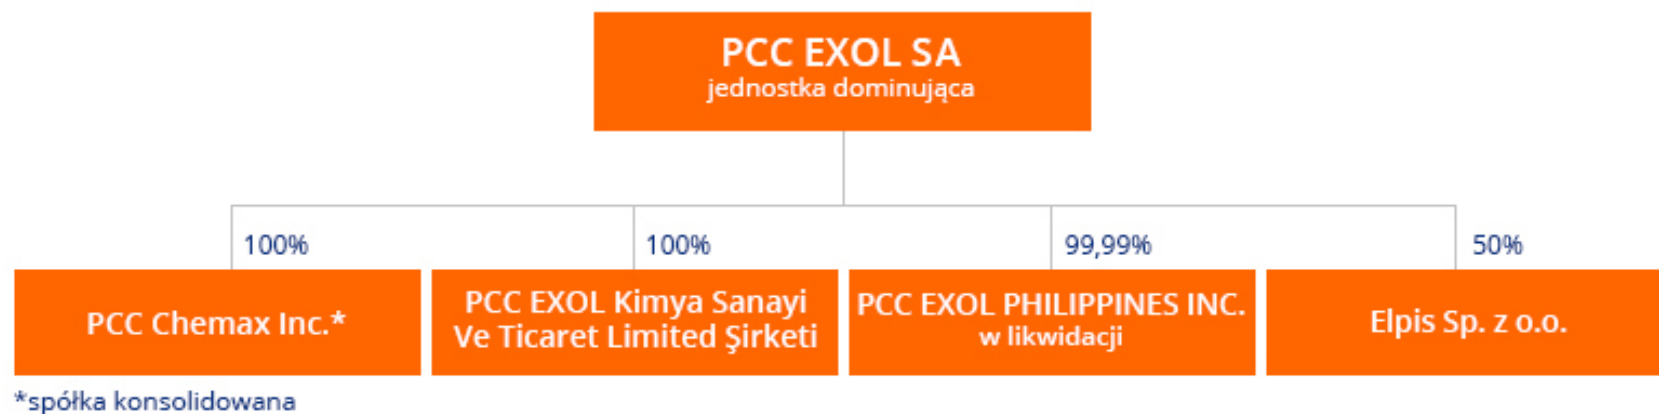 PCC EXOL SA
jednostka dominująca
100%
100%
99,99%
50%
PCC Chemax Inc.*
PCC EXOL Kimya Sanayi
Ve Ticaret Limited Şirketi
PCC EXOL PHILIPPINES INC.
w likwidacji
Elpis Sp. z o.o.
*spółka konsolidowana